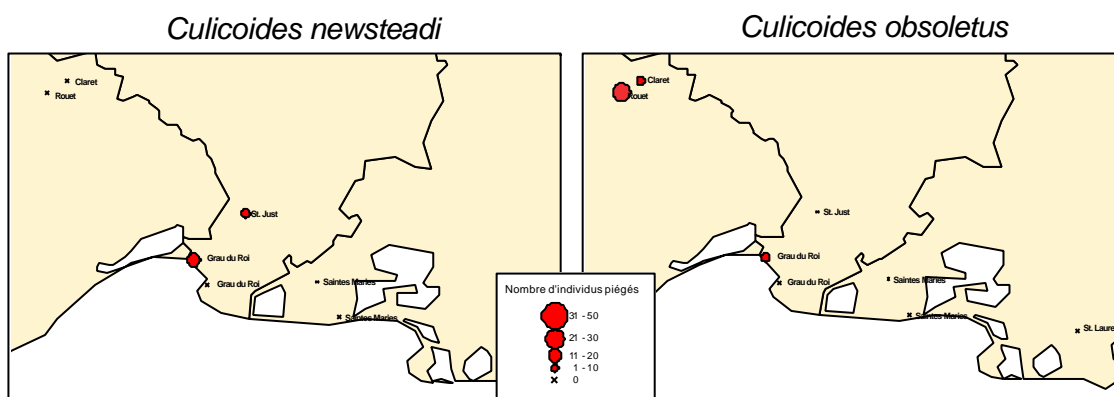 Culicoides newsteadi
Culicoides obsoletus
Claret
Rouet
St. Just
Grau du Roi
Grau du Roi
Saintes Maries
Saintes Maries
Claret
Rouet
St. Just
Grau du Roi
Grau du Roi
Saintes Maries
Saintes Maries
St. Laure
Nombre d'individus piégés
31 - 50
21 - 30
11 - 20
1 - 10
0